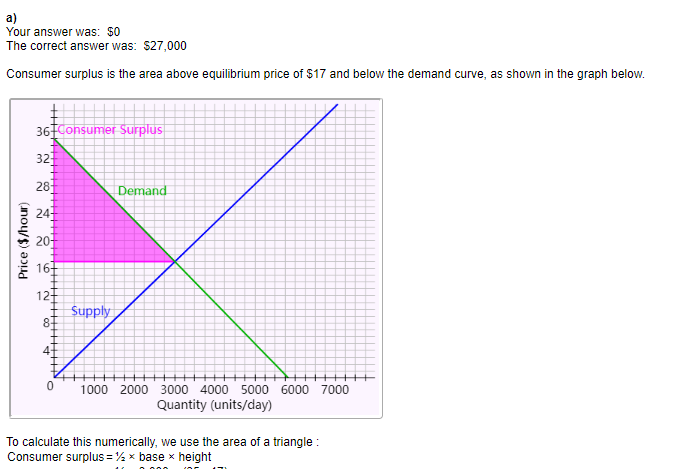 a)
Your answer was: $0
The correct answer was: $27,000
Consumer surplus is the area above equilibrium price of $17 and below the demand curve, as shown in the graph below.
36
Consumer Surplus
32
28
Demand
24
20
16
12
Supply
8
4
0
1000 2000 3000 4000 5000 6000 7000
Price ($/hour)
Quantity (units/day)
To calculate this numerically, we use the area of a triangle :
Consumer surplus = ½ × base × height